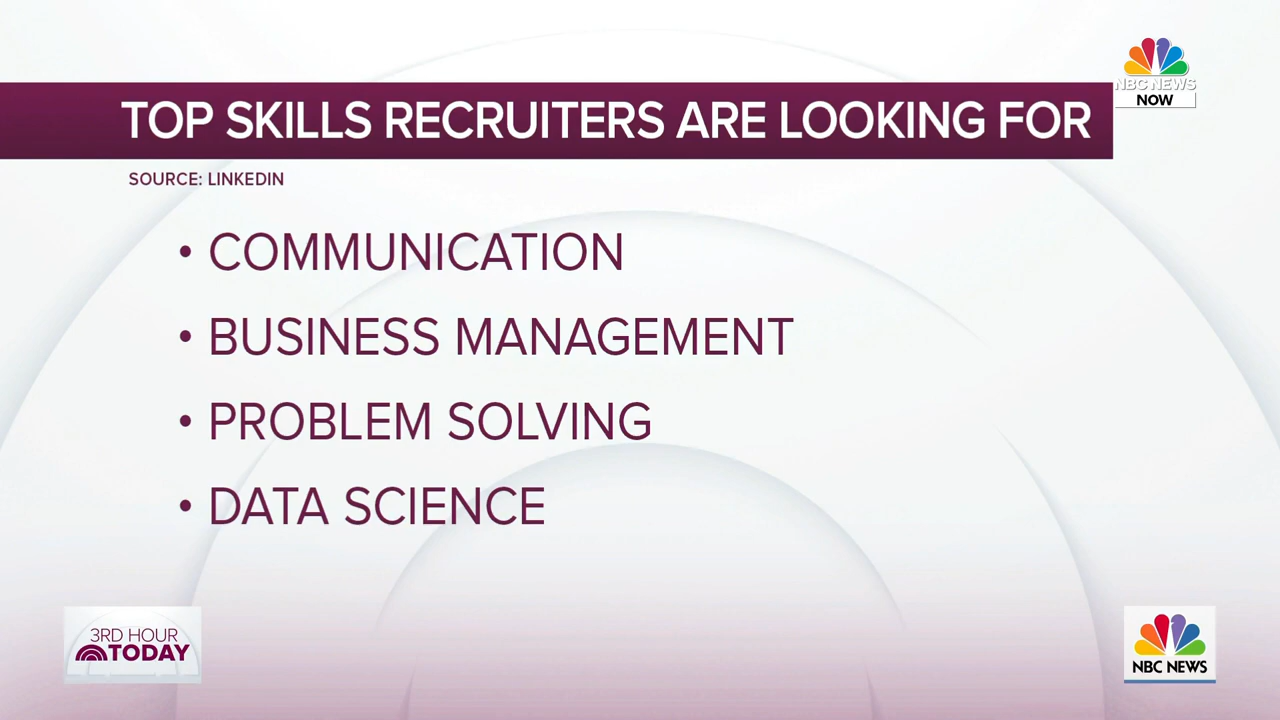 NBC NEWS
NOW
TOP SKILLS RECRUITERS ARE LOOKING FOR
SOURCE: LINKEDIN
• COMMUNICATION
• BUSINESS MANAGEMENT
• PROBLEM SOLVING
• DATA SCIENCE
3RD HOUR
TODAY
NBC NEWS